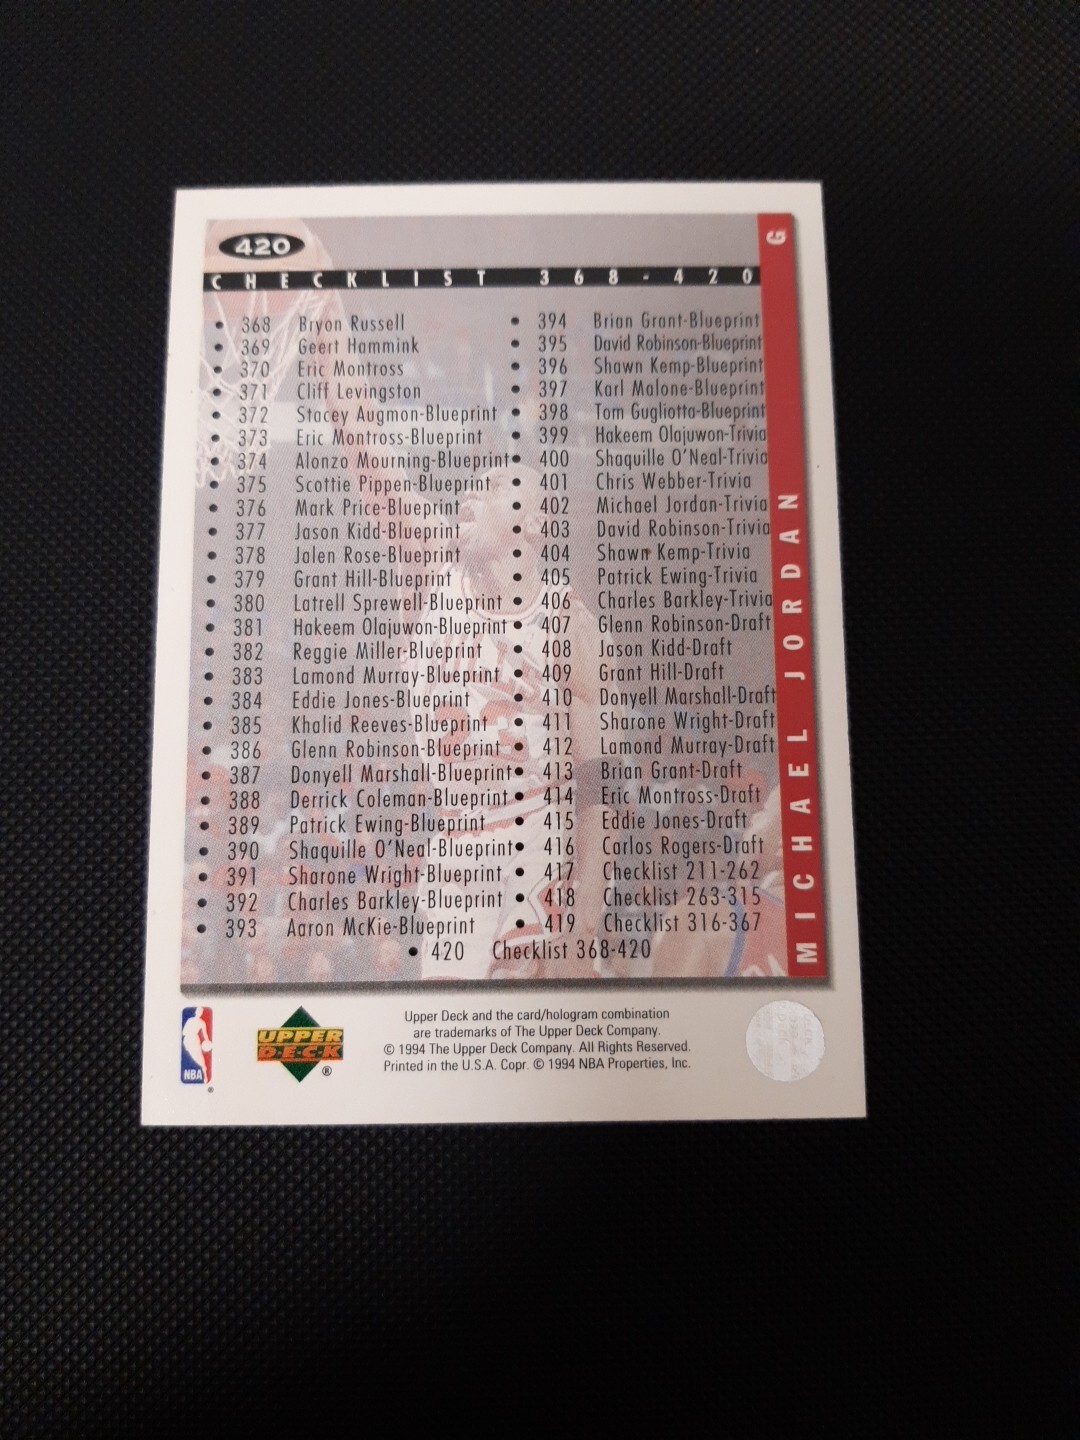 420
G
CHECKLIST 368-420
• 368 Bryon Russell
• 369 Geert Hammink
• 370 Eric Montross
• 371 Cliff Levingston
• 372 Stacey Augmon-Blueprint
• 373 Eric Montross-Blueprint
• 374 Alonzo Mourning-Blueprint
• 375 Scottie Pippen-Blueprint
• 376 Mark Price-Blueprint
• 377 Jason Kidd-Blueprint
• 378 Jalen Rose-Blueprint
• 379 Grant Hill-Blueprint
• 380 Latrell Sprewell-Blueprint
• 381 Hakeem Olajuwon-Blueprint
• 382 Reggie Miller-Blueprint
• 383 Lamond Murray-Blueprint
• 384 Eddie Jones-Blueprint
• 385 Khalid Reeves-Blueprint
• 386 Glenn Robinson-Blueprint
• 387 Donyell Marshall-Blueprint
• 388 Derrick Coleman-Blueprint
• 389 Patrick Ewing-Blueprint
• 390 Shaquille O'Neal-Blueprint
• 391 Sharone Wright-Blueprint
• 392 Charles Barkley-Blueprint
• 393 Aaron McKie-Blueprint
• 394 Brian Grant-Blueprint
• 395 David Robinson-Blueprint
• 396 Shawn Kemp-Blueprint
• 397 Karl Malone-Blueprint
• 398 Tom Gugliotta-Blueprint
• 399 Hakeem Olajuwon-Trivia
• 400 Shaquille O'Neal-Trivia
• 401 Chris Webber-Trivia
• 402 Michael Jordan-Trivia
• 403 David Robinson-Trivia
• 404 Shawn Kemp-Trivia
• 405 Patrick Ewing-Trivia
• 406 Charles Barkley-Trivia
• 407 Glenn Robinson-Draft
• 408 Jason Kidd-Draft
• 409 Grant Hill-Draft
• 410 Donyell Marshall-Draft
• 411 Sharone Wright-Draft
• 412 Lamond Murray-Draft
• 413 Brian Grant-Draft
• 414 Eric Montross-Draft
• 415 Eddie Jones-Draft
• 416 Carlos Rogers-Draft
• 417 Checklist 211-262
• 418 Checklist 263-315
• 419 Checklist 316-367
• 420 Checklist 368-420
MICHAEL JORDAN
NBA
®
UPPER
DECK
®
Upper Deck and the card/hologram combination
are trademarks of The Upper Deck Company.
© 1994 The Upper Deck Company. All Rights Reserved.
Printed in the U.S.A. Copr. © 1994 NBA Properties, Inc.